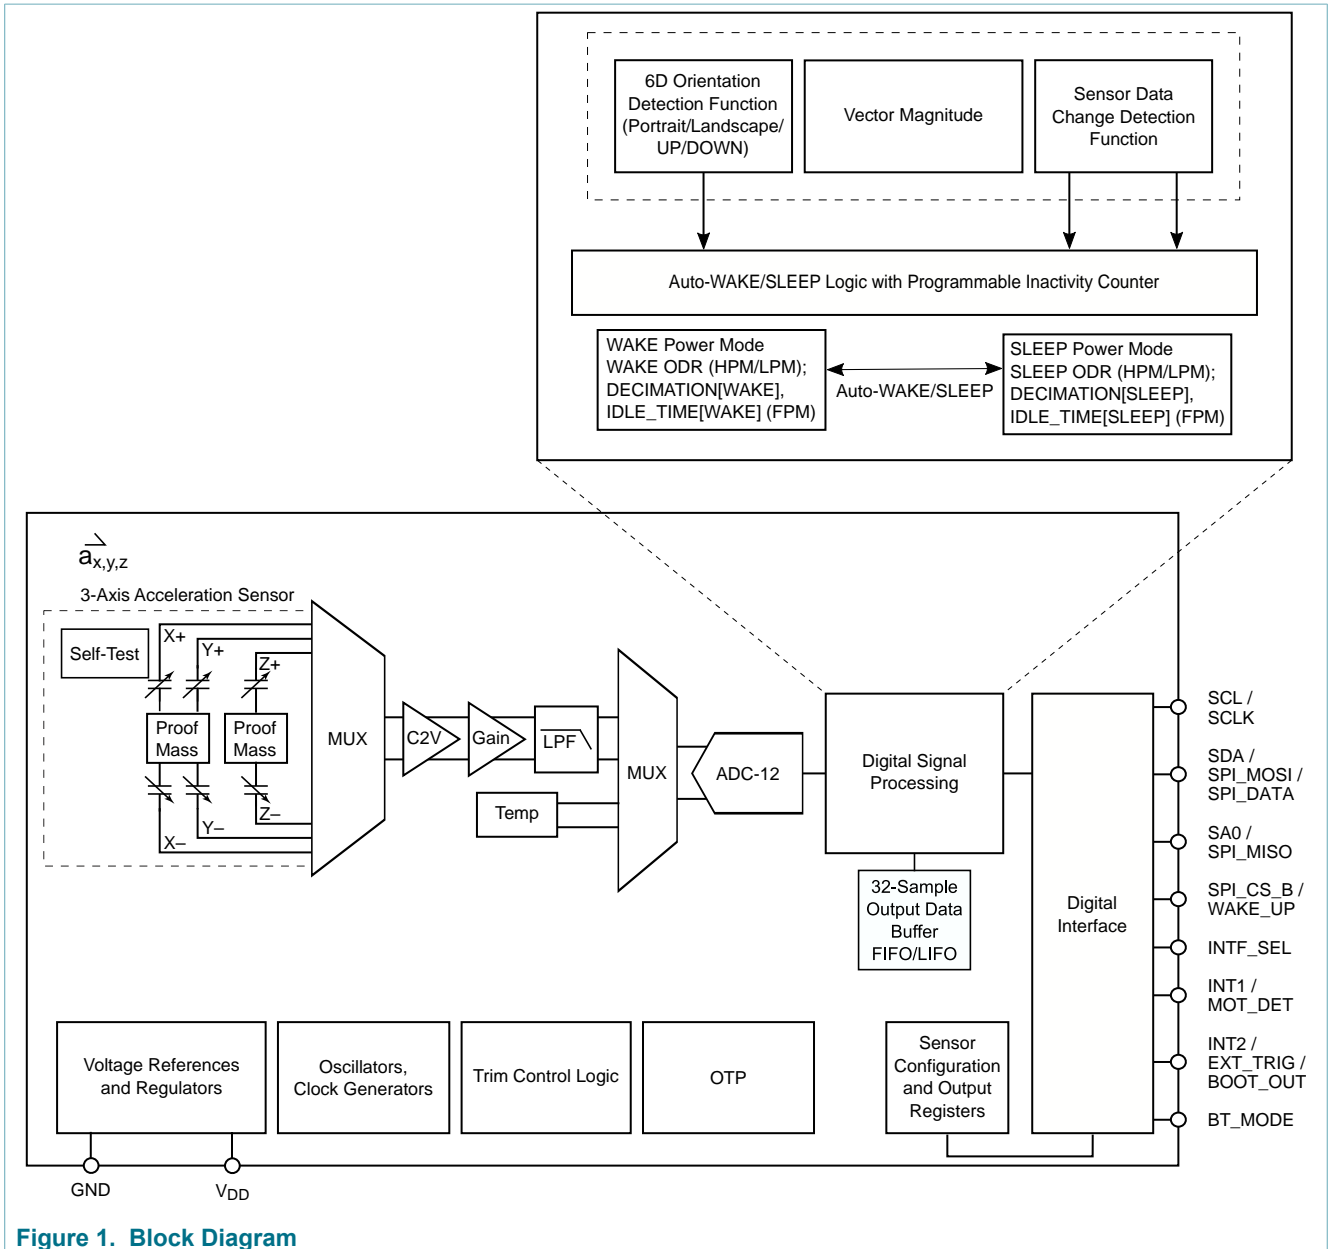 6D Orientation
Detection Function
(Portrait/Landscape/
UP/DOWN)
Vector Magnitude
Sensor Data
Change Detection
Function
Auto-WAKE/SLEEP Logic with Programmable Inactivity Counter
WAKE Power Mode
WAKE ODR (HPM/LPM);
DECIMATION[WAKE],
IDLE_TIME[WAKE] (FPM)
Auto-WAKE/SLEEP
SLEEP Power Mode
SLEEP ODR (HPM/LPM);
DECIMATION[SLEEP],
IDLE_TIME[SLEEP] (FPM)
a x,y,z
3-Axis Acceleration Sensor
Self-Test
X+
Y+
Z+
Proof
Mass
Proof
Mass
Z–
Y–
X–
MUX
C2V
Gain
LPF
Temp
MUX
ADC-12
Digital Signal
Processing
32-Sample
Output Data
Buffer
FIFO/LIFO
Digital
Interface
SCL /
SCLK
SDA /
SPI_MOSI /
SPI_DATA
SA0 /
SPI_MISO
SPI_CS_B /
WAKE_UP
INTF_SEL
INT1 /
MOT_DET
INT2 /
EXT_TRIG /
BOOT_OUT
BT_MODE
Voltage References
and Regulators
Oscillators,
Clock Generators
Trim Control Logic
OTP
Sensor
Configuration
and Output
Registers
GND
VDD
Figure 1. Block Diagram